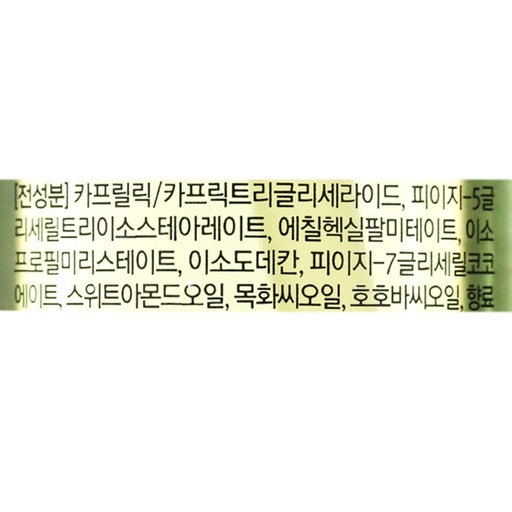 [전성분] 카프릴릭/카프릭트리글리세라이드, 피이지-5글
리세릴트리이소스테아레이트, 에칠헥실팔미테이트, 이소
프로필미리스테이트, 이소도데칸, 피이지-7글리세릴코코
에이트, 스위트아몬드오일, 목화씨오일, 호호바씨오일, 향료